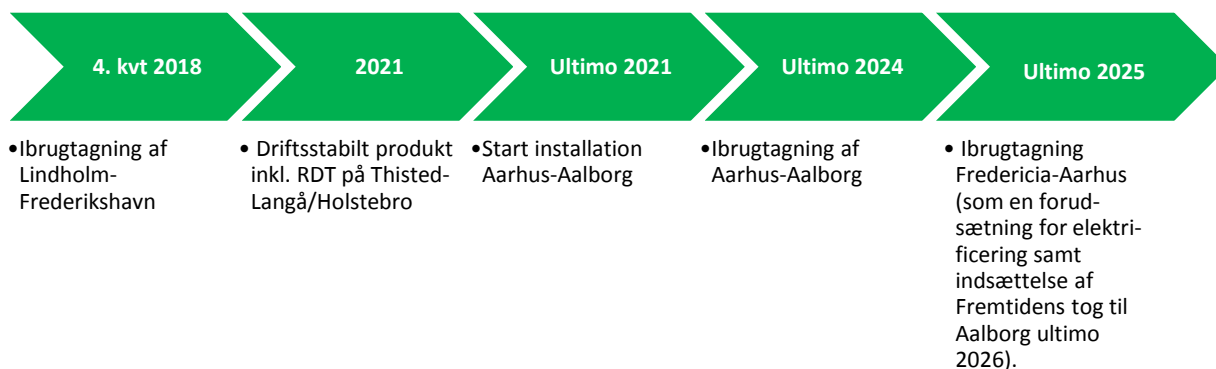 4. kvt 2018
2021
Ultimo 2021
Ultimo 2024
Ultimo 2025
•Ibrugtagning af
Lindholm-
Frederikshavn
• Driftsstabilt produkt
inkl. RDT på Thisted-
Langå/Holstebro
•Start installation
Aarhus-Aalborg
•Ibrugtagning af
Aarhus-Aalborg
• Ibrugtagning
Fredericia-Aarhus
(som en forud-
sætning for elektri-
ficering samt
indsættelse af
Fremtidens tog til
Aalborg ultimo
2026).